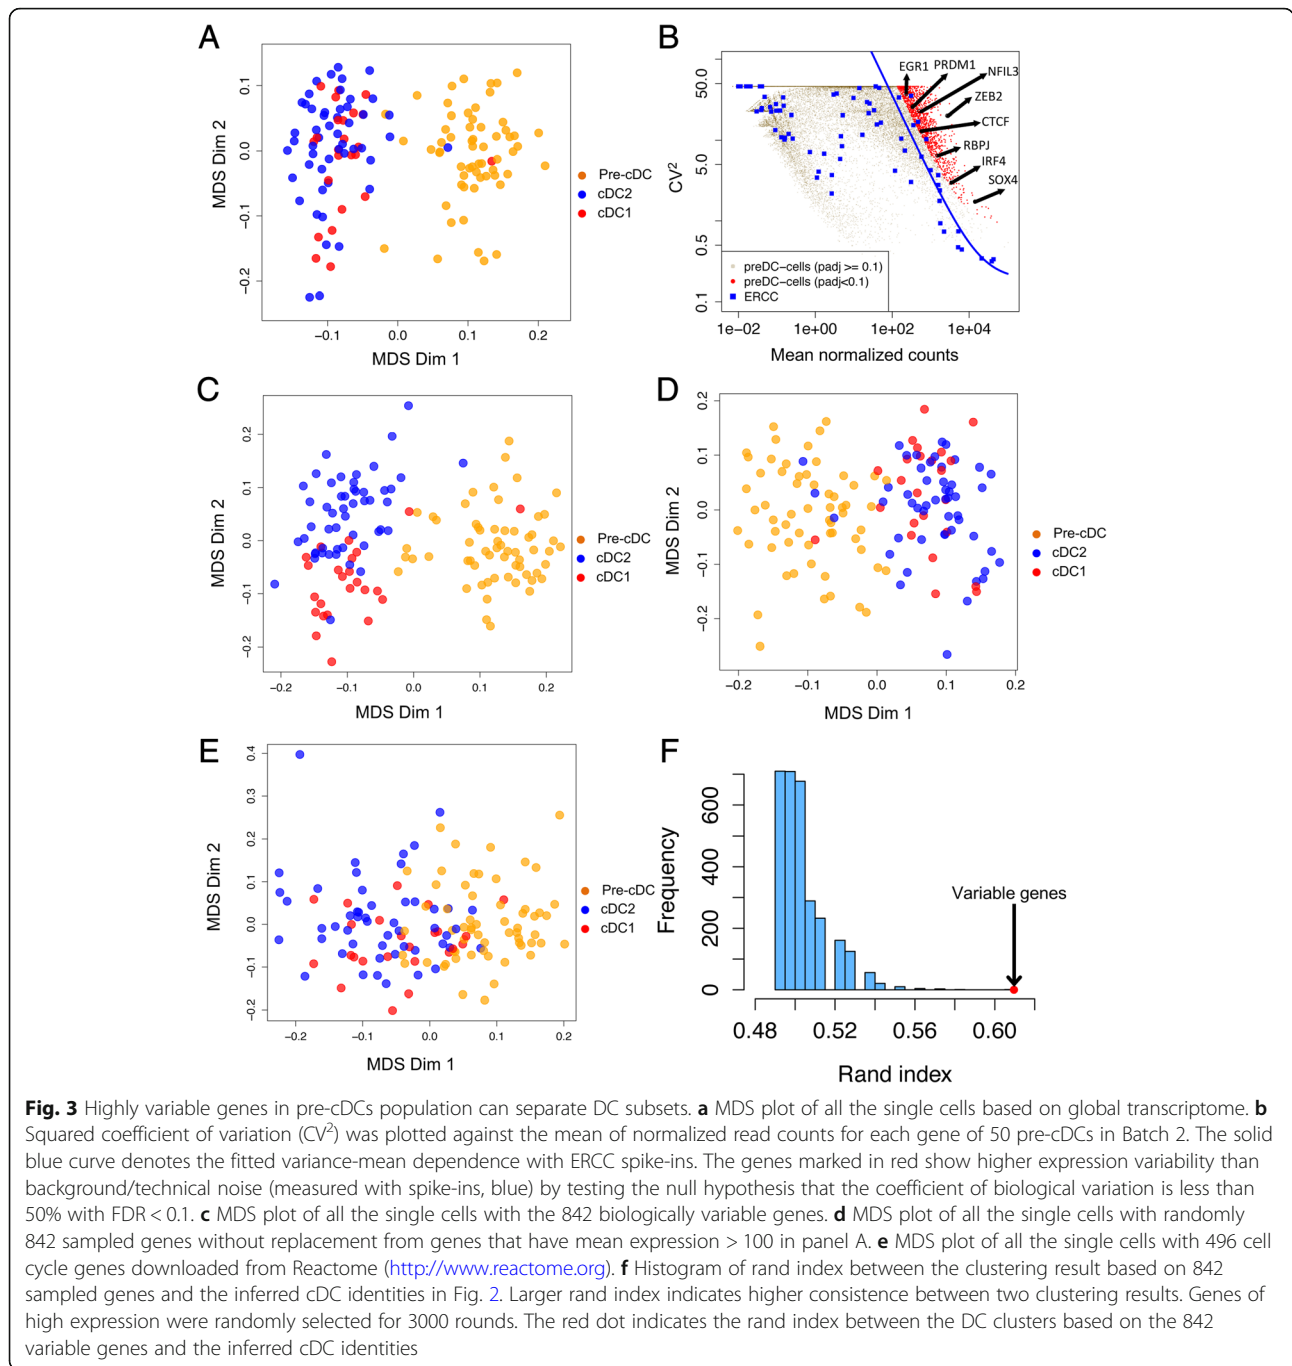 A
MDS Dim 2
0.1
0.0
−0.1
−0.2
−0.1
0.0
0.1
0.2
MDS Dim 1
Pre-cDC
cDC2
cDC1
B
CV²
50.0
5.0
0.5
0.1
EGR1
PRDM1
NFIL3
ZEB2
CTCF
RBPJ
IRF4
SOX4
preDC−cells (padj >= 0.1)
preDC−cells (padj<0.1)
ERCC
1e−02
1e+00
1e+02
1e+04
Mean normalized counts
C
MDS Dim 2
0.2
0.1
0.0
−0.1
−0.2
−0.2
−0.1
0.0
0.1
0.2
MDS Dim 1
Pre-cDC
cDC2
cDC1
D
MDS Dim 2
0.2
0.1
0.0
−0.1
−0.2
−0.2
−0.1
0.0
0.1
0.2
MDS Dim 1
Pre-cDC
cDC2
cDC1
E
MDS Dim 2
0.4
0.3
0.2
0.1
0.0
−0.1
−0.2
−0.2
−0.1
0.0
0.1
0.2
MDS Dim 1
Pre-cDC
cDC2
cDC1
F
Frequency
600
400
200
0
Variable genes
0.48
0.52
0.56
0.60
Rand index
Fig. 3 Highly variable genes in pre-cDCs population can separate DC subsets. a MDS plot of all the single cells based on global transcriptome. b
Squared coefficient of variation (CV²) was plotted against the mean of normalized read counts for each gene of 50 pre-cDCs in Batch 2. The solid
blue curve denotes the fitted variance-mean dependence with ERCC spike-ins. The genes marked in red show higher expression variability than
background/technical noise (measured with spike-ins, blue) by testing the null hypothesis that the coefficient of biological variation is less than
50% with FDR < 0.1. c MDS plot of all the single cells with the 842 biologically variable genes. d MDS plot of all the single cells with randomly
842 sampled genes without replacement from genes that have mean expression > 100 in panel A. e MDS plot of all the single cells with 496 cell
cycle genes downloaded from Reactome (http://www.reactome.org). f Histogram of rand index between the clustering result based on 842
sampled genes and the inferred cDC identities in Fig. 2. Larger rand index indicates higher consistence between two clustering results. Genes of
high expression were randomly selected for 3000 rounds. The red dot indicates the rand index between the DC clusters based on the 842
variable genes and the inferred cDC identities